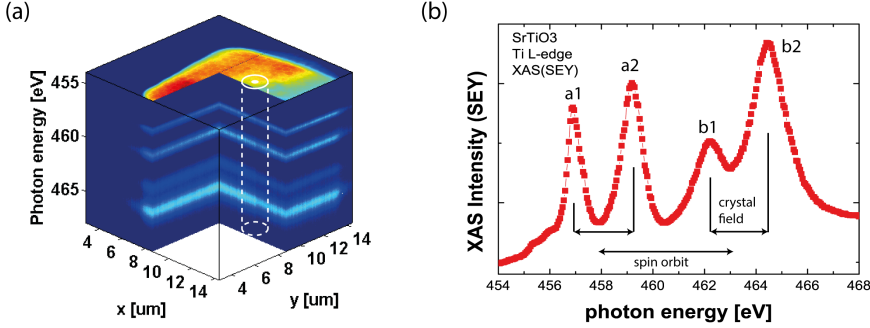 (a)
455
460
465
Photon energy [eV]
4
6
8
10
12
14
x [um]
4
6
8
10
12
14
y [um]
(b)
SrTiO3
Ti L-edge
XAS(SEY)
a1
a2
b1
b2
crystal
field
spin orbit
XAS Intensity (SEY)
454 456 458 460 462 464 466 468
photon energy [eV]